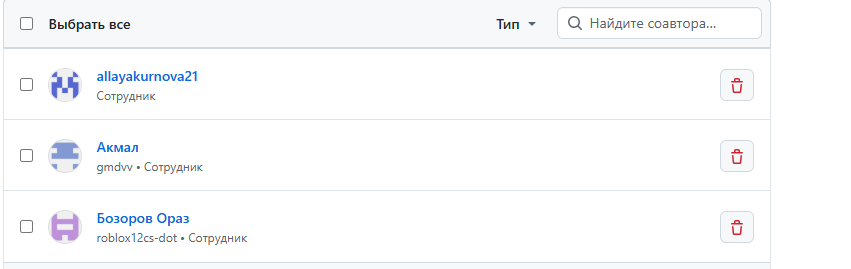 Выбрать все
Тип
Найдите соавтора...
allayakurnova21
Сотрудник
Акмал
gmdvv • Сотрудник
Бозоров Ораз
roblox12cs-dot • Сотрудник